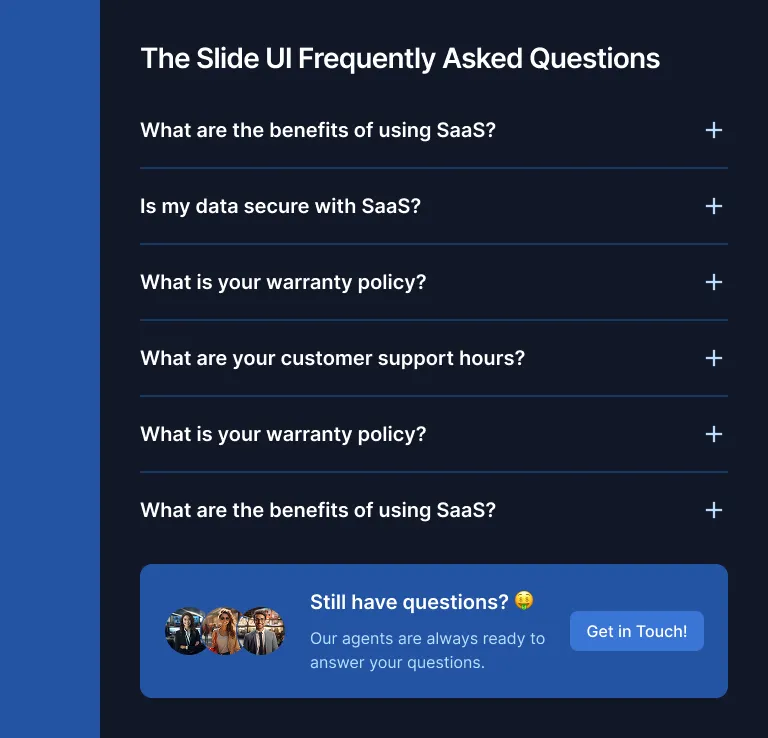 The Slide UI Frequently Asked Questions
What are the benefits of using SaaS?
Is my data secure with SaaS?
What is your warranty policy?
What are your customer support hours?
What is your warranty policy?
What are the benefits of using SaaS?
Still have questions? 🤑
Our agents are always ready to
answer your questions.
Get in Touch!